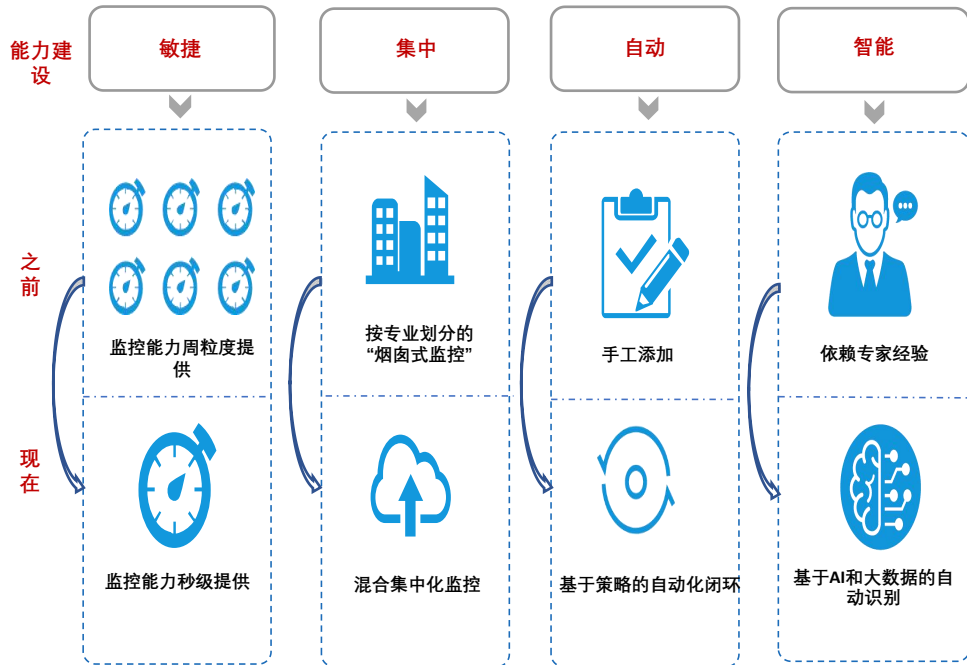 能力建
设
敏捷
集中
自动
智能
之
前
监控能力周粒度提
供
按专业划分的
“烟囱式监控”
手工添加
依赖专家经验
现
在
监控能力秒级提供
混合集中化监控
基于策略的自动化闭环
基于AI和大数据的自
动识别